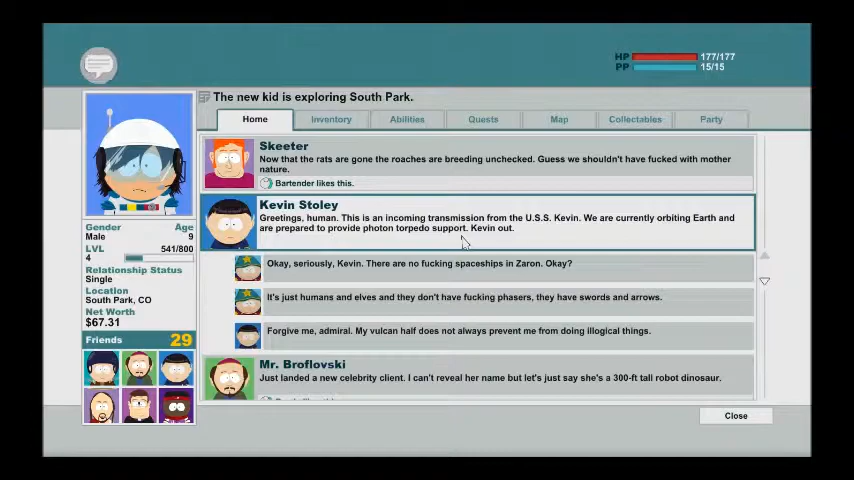 HP 177/177
PP 15/15
The new kid is exploring South Park.
Home Inventory Abilities Quests Map Collectables Party
Skeeter
Now that the rats are gone the roaches are breeding unchecked. Guess we shouldn't have fucked with mother
nature.
Bartender likes this.
Kevin Stoley
Greetings, human. This is an incoming transmission from the U.S.S. Kevin. We are currently orbiting Earth and
are prepared to provide photon torpedo support. Kevin out.
Okay, seriously, Kevin. There are no fucking spaceships in Zaron. Okay?
It's just humans and elves and they don't have fucking phasers, they have swords and arrows.
Forgive me, admiral. My vulcan half does not always prevent me from doing illogical things.
Mr. Broflovski
Just landed a new celebrity client. I can't reveal her name but let's just say she's a 300-ft tall robot dinosaur.
Gender Age
Male 9
LVL 541/800
4
Relationship Status
Single
Location
South Park, CO
Net Worth
$67.31
Friends 29
Close